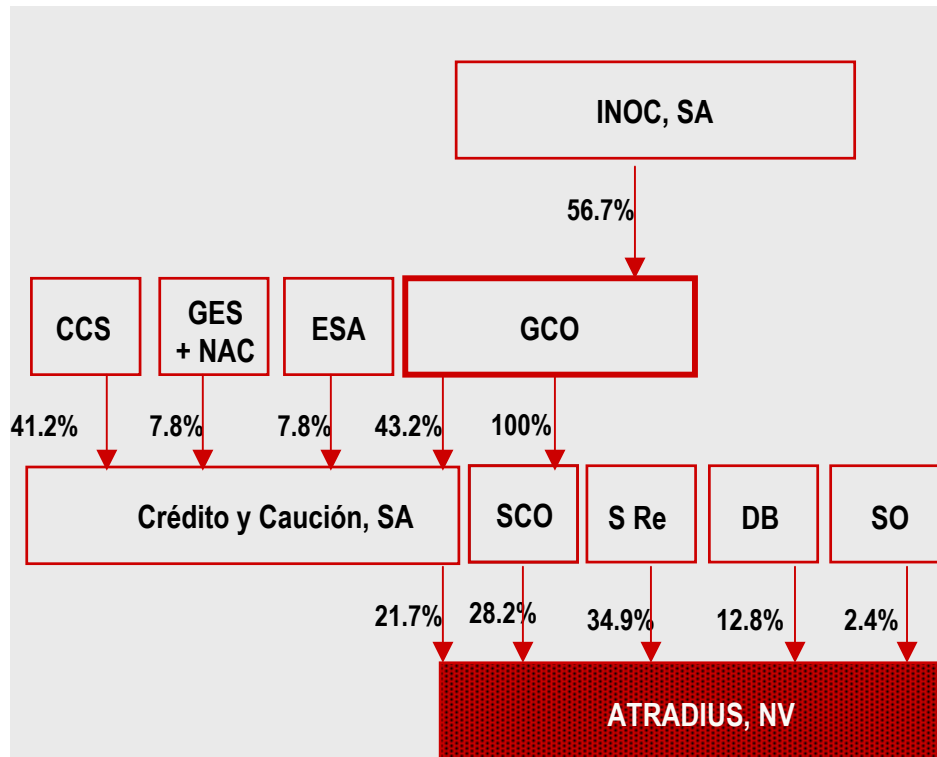 INOC, SA
56.7%
CCS
GES
+ NAC
ESA
GCO
41.2%
7.8%
7.8%
43.2%
100%
Crédito y Caución, SA
SCO
S Re
DB
SO
21.7%
28.2%
34.9%
12.8%
2.4%
ATRADIUS, NV